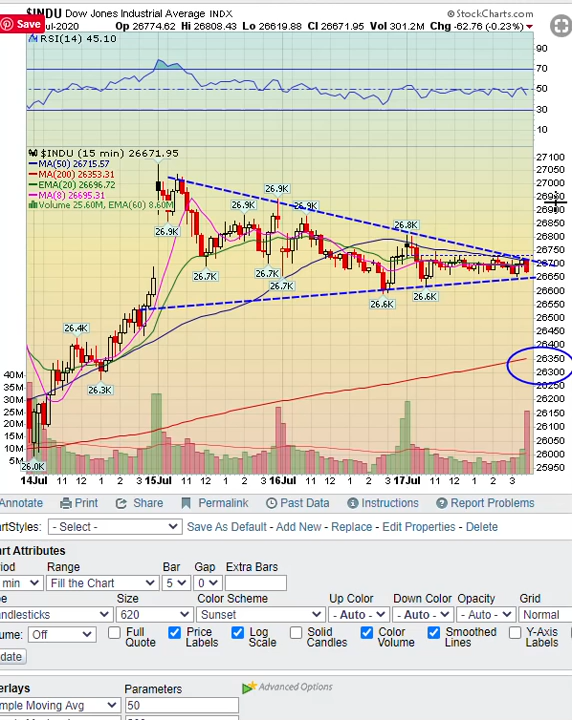 $INDU Dow Jones Industrial Average INDX
© StockCharts.com
Save
Jul-2020 Op 26774.62 Hi 26808.43 Lo 26619.88 Cl 26671.95 Vol 301.2M Chg -62.76 (-0.23%)
RSI(14) 45.10
90
70
50
30
10
$INDU (15 min) 26671.95
MA(50) 26715.57
MA(200) 26353.31
EMA(20) 26696.72
MA(8) 26695.31
Volume 25.60M, EMA(60) 8.60M
27100
27050
27000
26950
26900
26850
26800
26750
26700
26650
26600
26550
26500
26450
26400
26350
26300
26250
26200
26150
26100
26050
26000
25950
26.9K
26.9K
26.9K
26.9K
26.8K
26.7K
26.7K
26.7K
26.6K
26.6K
26.4K
26.3K
26.0K
40M
35M
30M
25M
20M
15M
10M
5M
14Jul 11 12 1 2 3 15Jul 11 12 1 2 3 16Jul 11 12 1 2 3 17Jul 11 12 1 2 3
Annotate Print Share Permalink Past Data Instructions Report Problems
artStyles: - Select - Save As Default - Add New - Replace - Edit Properties - Delete
art Attributes
riod Range Bar Gap Extra Bars
min Fill the Chart 5 0
pe Size Color Scheme Up Color Down Color Opacity Grid
ndlesticks 620 Sunset - Auto - - Auto - - Auto - Normal
ume: Off Full Quote Price Labels Log Scale Solid Candles Color Volume Smoothed Lines Y-Axis Labels
date
erlays Parameters Advanced Options
mple Moving Avg 50